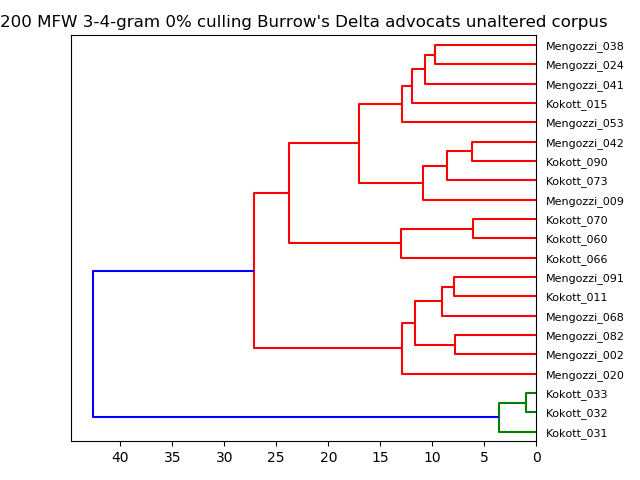 200 MFW 3-4-gram 0% culling Burrow's Delta advocats unaltered corpus
Mengozzi_038
Mengozzi_024
Mengozzi_041
Kokott_015
Mengozzi_053
Mengozzi_042
Kokott_090
Kokott_073
Mengozzi_009
Kokott_070
Kokott_060
Kokott_066
Mengozzi_091
Kokott_011
Mengozzi_068
Mengozzi_082
Mengozzi_002
Mengozzi_020
Kokott_033
Kokott_032
Kokott_031
40 35 30 25 20 15 10 5 0